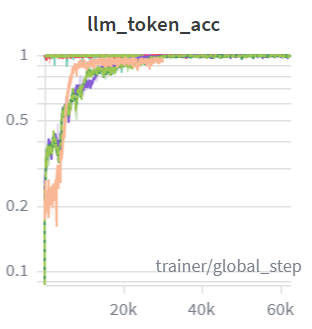 llm_token_acc
1
0.5
0.2
0.1
trainer/global_step
20k 40k 60k